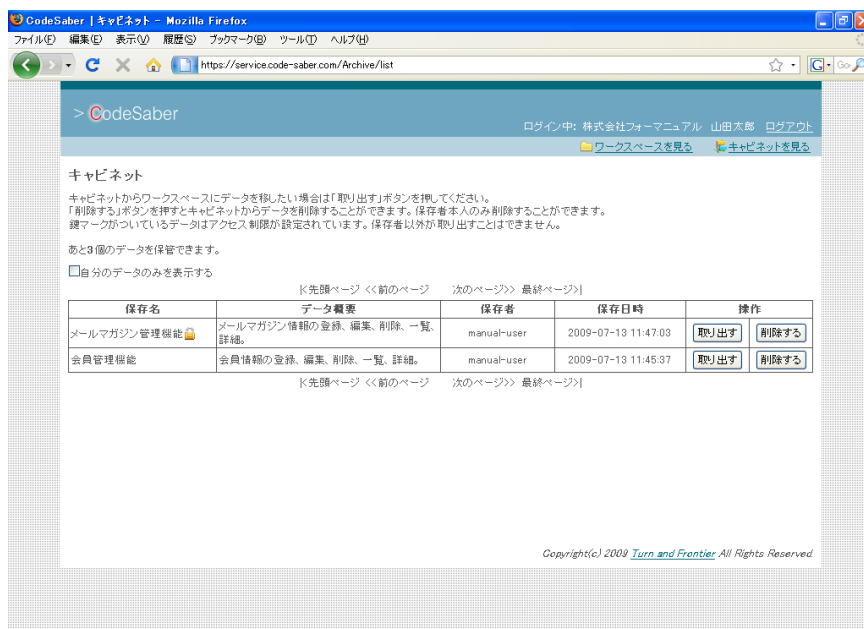 CodeSaber | キャビネット - Mozilla Firefox
ファイル(F) 編集(E) 表示(V) 履歴(S) ブックマーク(B) ツール(T) ヘルプ(H)
https://service.code-saber.com/Archive/list
> CodeSaber
ログイン中: 株式会社フォーマニュアル 山田太郎 ログアウト
ワークスペースを見る キャビネットを見る
キャビネット
キャビネットからワークスペースにデータを移したい場合は「取り出す」ボタンを押してください。
「削除する」ボタンを押すとキャビネットからデータを削除することができます。保存者本人のみ削除することができます。
鍵マークがついているデータはアクセス制限が設定されています。保存者以外が取り出すことはできません。
あと3個のデータを保管できます。
自分のデータのみを表示する
|<先頭ページ <<前のページ 次のページ>> 最終ページ>|
保存名 データ概要 保存者 保存日時 操作
メールマガジン管理機能 メールマガジン情報の登録、編集、削除、一覧、詳細。 manual-user 2009-07-13 11:47:03 取り出す 削除する
会員管理機能 会員情報の登録、編集、削除、一覧、詳細。 manual-user 2009-07-13 11:45:37 取り出す 削除する
|<先頭ページ <<前のページ 次のページ>> 最終ページ>|
Copyright(c) 2009 Turn and Frontier All Rights Reserved.